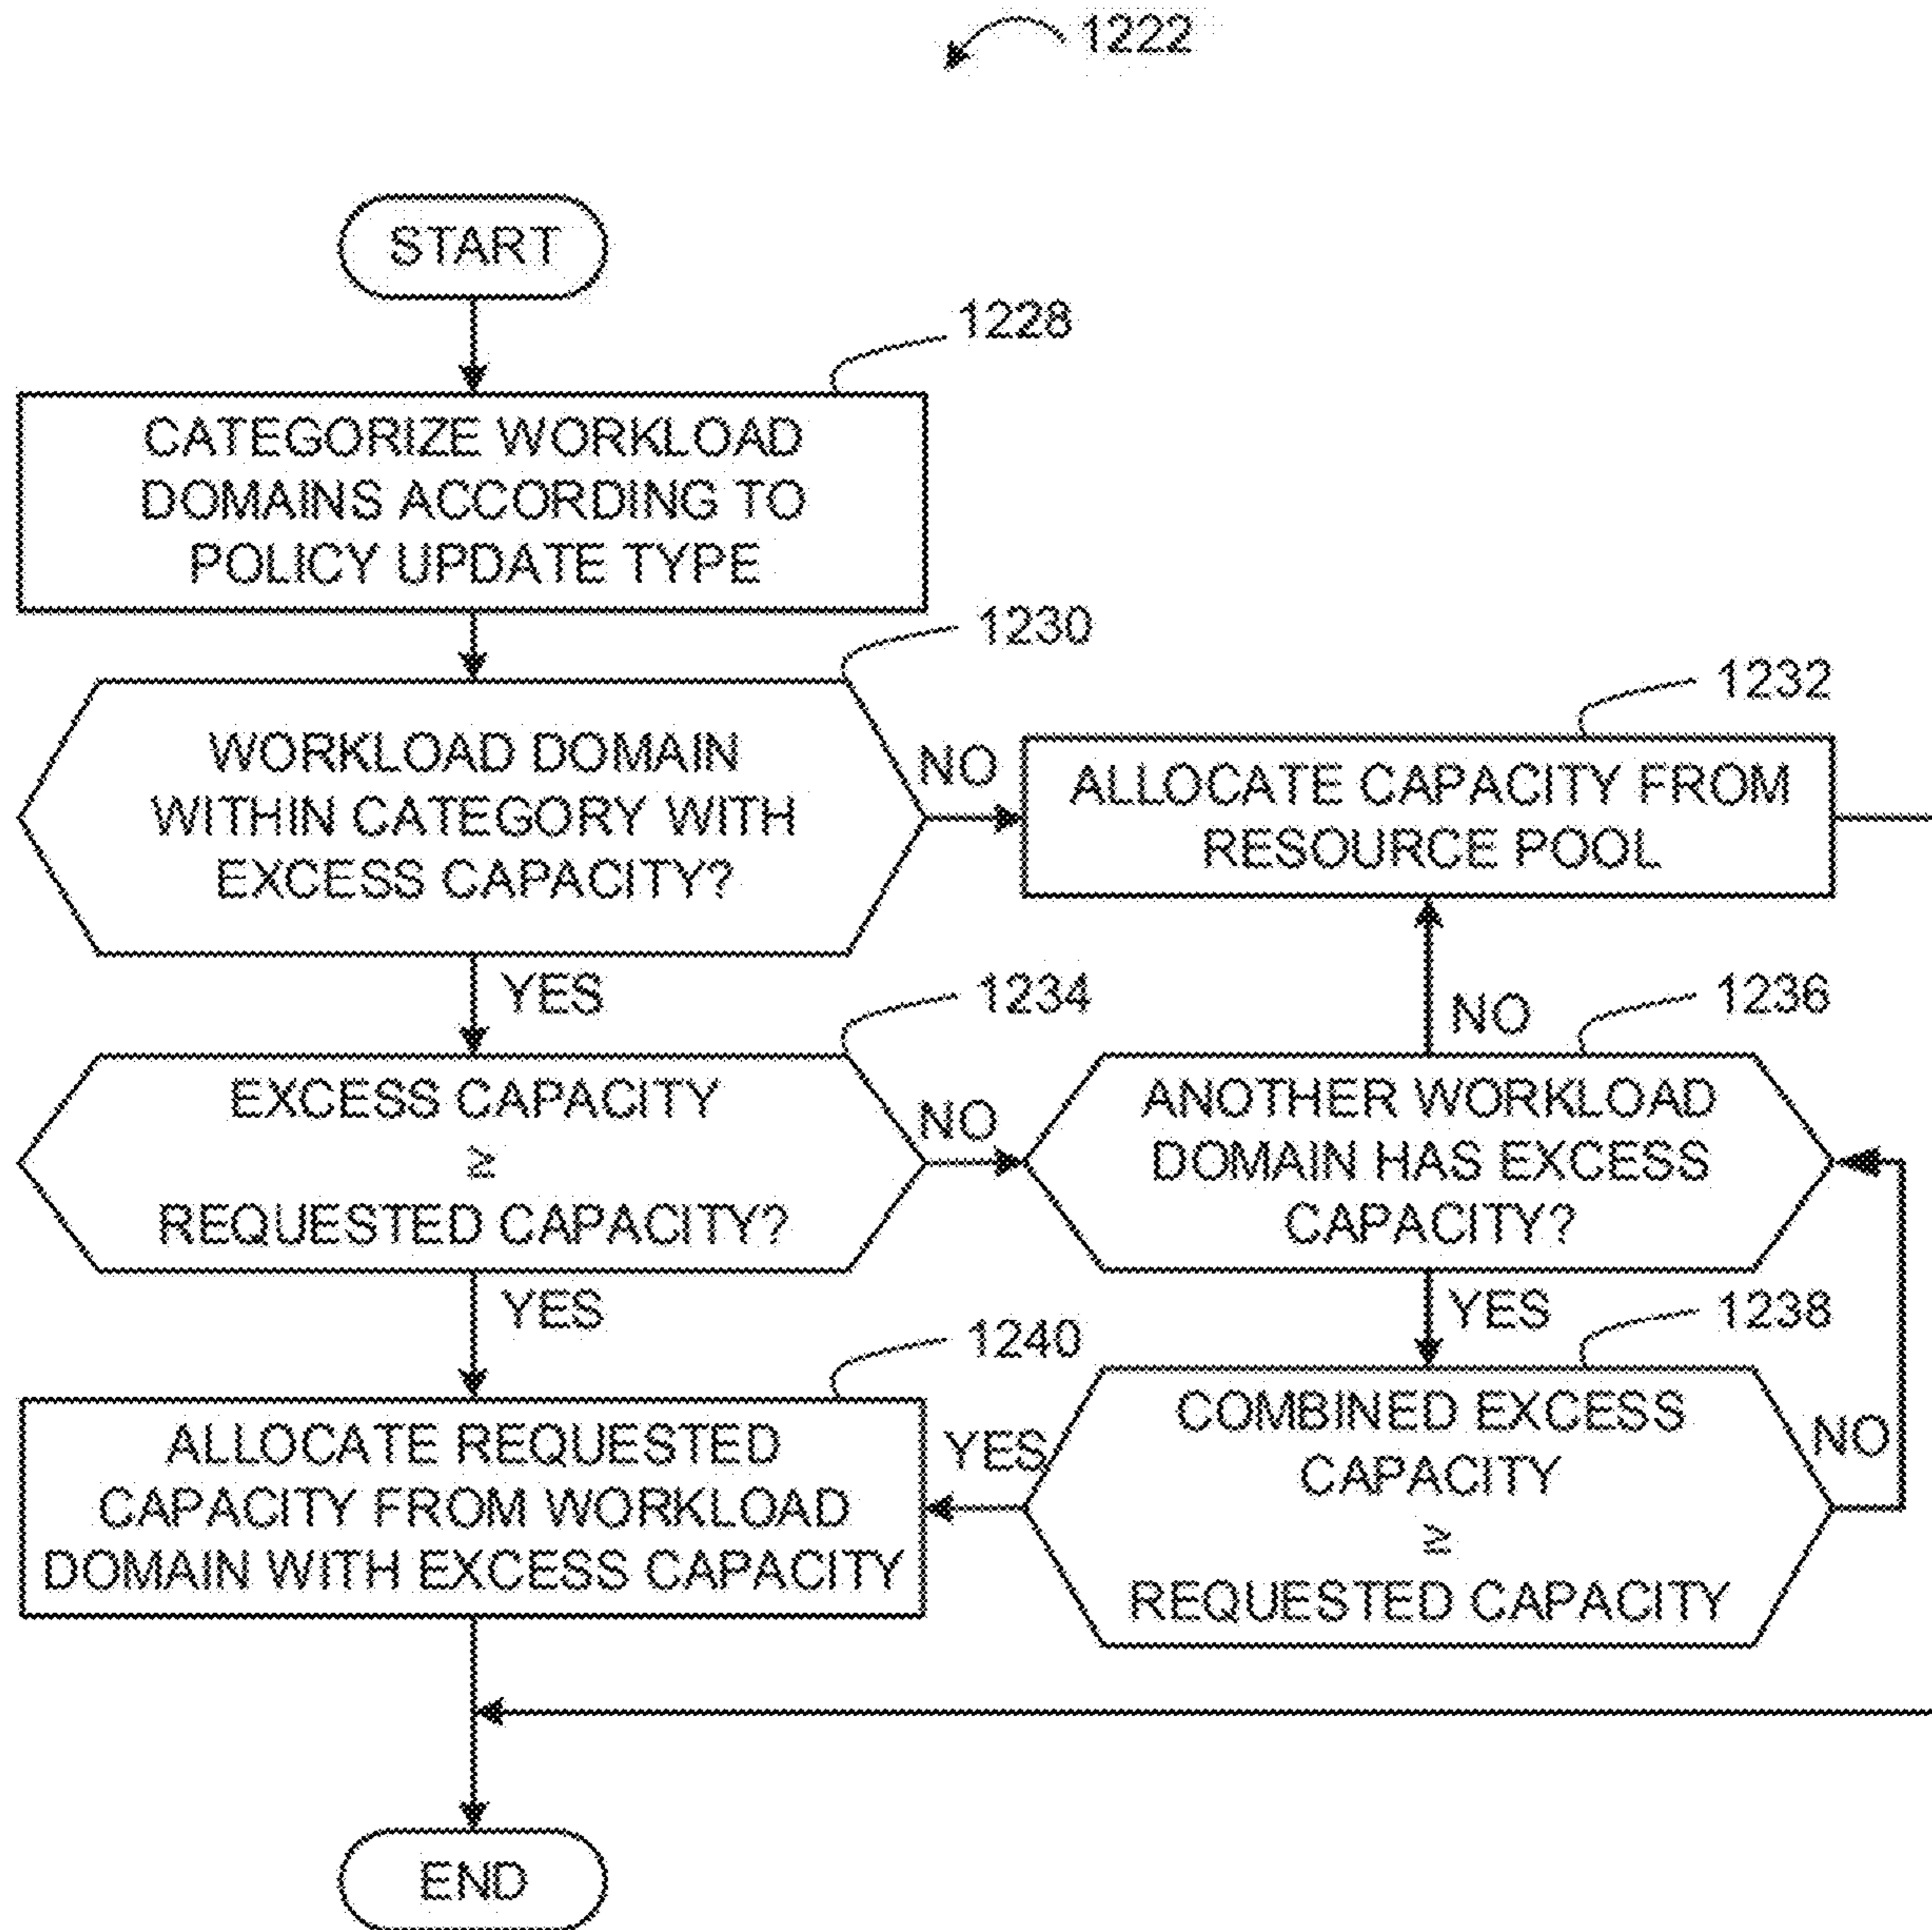 1222
START
1228
CATEGORIZE WORKLOAD
DOMAINS ACCORDING TO
POLICY UPDATE TYPE
1230
WORKLOAD DOMAIN
WITHIN CATEGORY WITH
EXCESS CAPACITY?
NO
1232
ALLOCATE CAPACITY FROM
RESOURCE POOL
YES
1234
EXCESS CAPACITY
≥
REQUESTED CAPACITY?
NO
NO
1236
ANOTHER WORKLOAD
DOMAIN HAS EXCESS
CAPACITY?
YES
1240
ALLOCATE REQUESTED
CAPACITY FROM WORKLOAD
DOMAIN WITH EXCESS CAPACITY
YES
1238
COMBINED EXCESS
CAPACITY
≥
REQUESTED CAPACITY
YES
NO
END